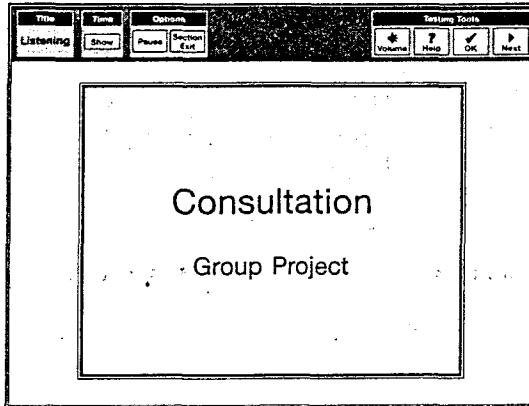 Title Time Options Testing Tools
Listening Show Pause Section Exit Volume ? Help OK Next
Consultation
Group Project